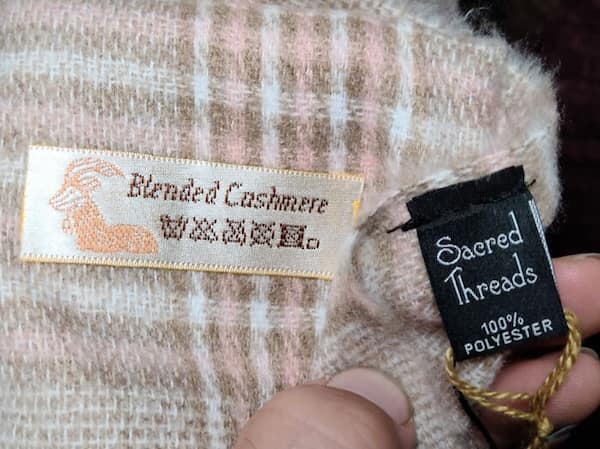 Blended Cashmere
Sacred
Threads
100%
POLYESTER